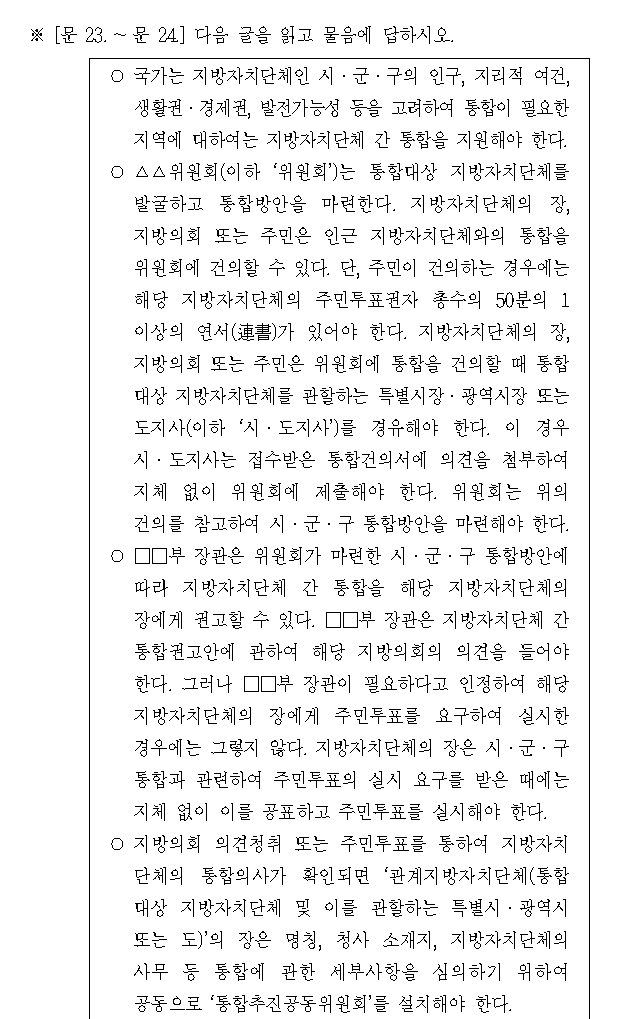 ※ [문 23. ~ 문 24.] 다음 글을 읽고 물음에 답하시오.
○ 국가는 지방자치단체인 시·군·구의 인구, 지리적 여건,
생활권·경제권, 발전가능성 등을 고려하여 통합이 필요한
지역에 대하여는 지방자치단체 간 통합을 지원해야 한다.
○ △△위원회(이하 ‘위원회’)는 통합대상 지방자치단체를
발굴하고 통합방안을 마련한다. 지방자치단체의 장,
지방의회 또는 주민은 인근 지방자치단체와의 통합을
위원회에 건의할 수 있다. 단, 주민이 건의하는 경우에는
해당 지방자치단체의 주민투표권자 총수의 50분의 1
이상의 연서(連書)가 있어야 한다. 지방자치단체의 장,
지방의회 또는 주민은 위원회에 통합을 건의할 때 통합
대상 지방자치단체를 관할하는 특별시장·광역시장 또는
도지사(이하 ‘시·도지사’)를 경유해야 한다. 이 경우
시·도지사는 접수받은 통합건의서에 의견을 첨부하여
지체 없이 위원회에 제출해야 한다. 위원회는 위의
건의를 참고하여 시·군·구 통합방안을 마련해야 한다.
○ □□부 장관은 위원회가 마련한 시·군·구 통합방안에
따라 지방자치단체 간 통합을 해당 지방자치단체의
장에게 권고할 수 있다. □□부 장관은 지방자치단체 간
통합권고안에 관하여 해당 지방의회의 의견을 들어야
한다. 그러나 □□부 장관이 필요하다고 인정하여 해당
지방자치단체의 장에게 주민투표를 요구하여 실시한
경우에는 그렇지 않다. 지방자치단체의 장은 시·군·구
통합과 관련하여 주민투표의 실시 요구를 받은 때에는
지체 없이 이를 공표하고 주민투표를 실시해야 한다.
○ 지방의회 의견청취 또는 주민투표를 통하여 지방자치
단체의 통합의사가 확인되면 ‘관계지방자치단체(통합
대상 지방자치단체 및 이를 관할하는 특별시·광역시
또는 도)’의 장은 명칭, 청사 소재지, 지방자치단체의
사무 등 통합에 관한 세부사항을 심의하기 위하여
공동으로 ‘통합추진공동위원회’를 설치해야 한다.